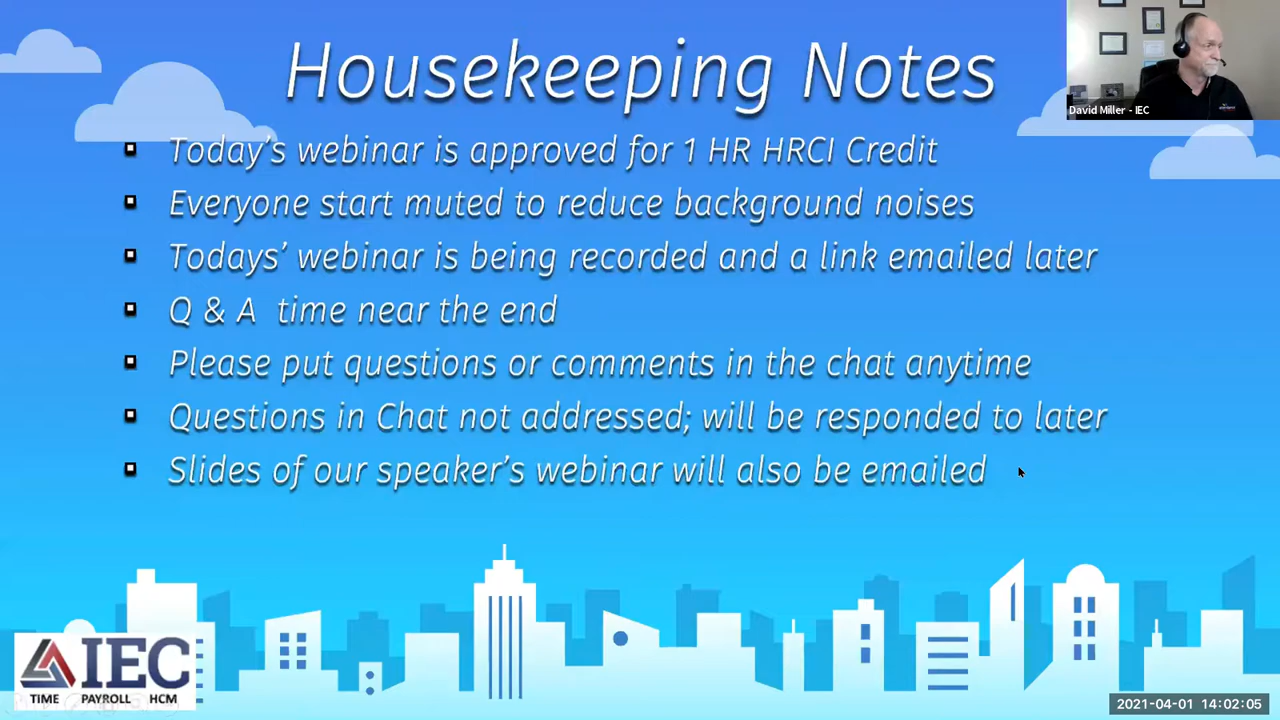 Housekeeping Notes
David Miller - IEC
Today's webinar is approved for 1 HR HRCI Credit
Everyone start muted to reduce background noises
Todays' webinar is being recorded and a link emailed later
Q & A time near the end
Please put questions or comments in the chat anytime
Questions in Chat not addressed; will be responded to later
Slides of our speaker's webinar will also be emailed
IEC
TIME PAYROLL HCM
2021-04-01 14:02:05